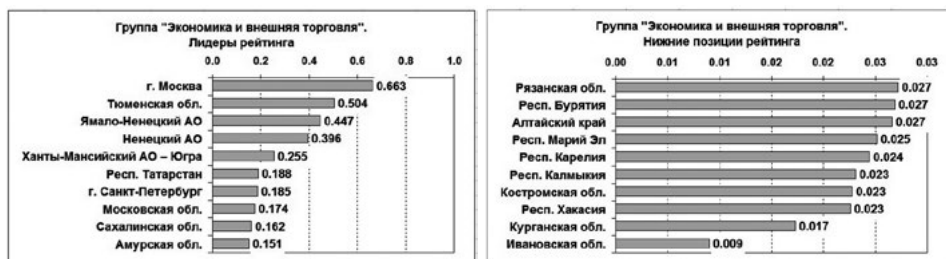 Группа "Экономика и внешняя торговля".
Лидеры рейтинга
0.0 0.2 0.4 0.6 0.8 1.0
г. Москва 0.663
Тюменская обл. 0.504
Ямало-Ненецкий АО 0.447
Ненецкий АО 0.396
Ханты-Мансийский АО – Югра 0.255
Респ. Татарстан 0.188
г. Санкт-Петербург 0.185
Московская обл. 0.174
Сахалинская обл. 0.162
Амурская обл. 0.151
Группа "Экономика и внешняя торговля".
Нижние позиции рейтинга
0.00 0.01 0.01 0.02 0.02 0.03 0.03
Рязанская обл. 0.027
Респ. Бурятия 0.027
Алтайский край 0.027
Респ. Марий Эл 0.025
Респ. Карелия 0.024
Респ. Калмыкия 0.023
Костромская обл. 0.023
Респ. Хакасия 0.023
Курганская обл. 0.017
Ивановская обл. 0.009